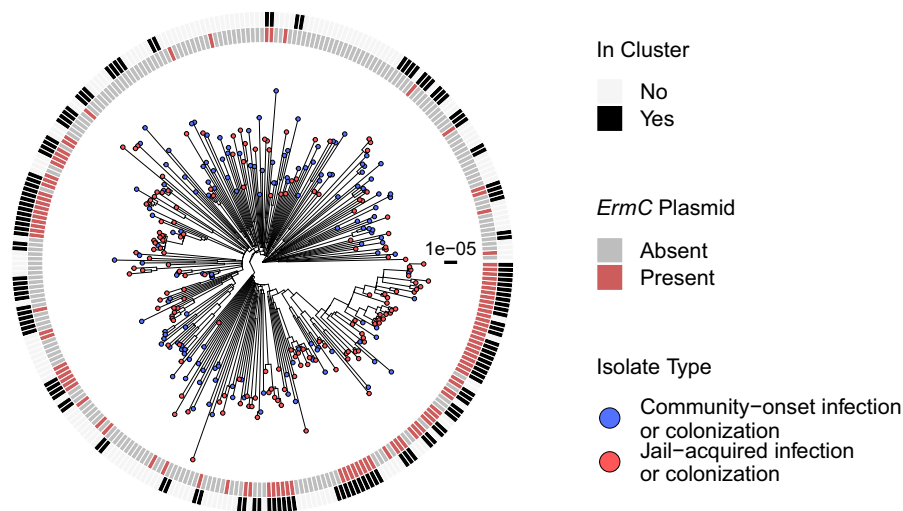 In Cluster
No
Yes
ErmC Plasmid
Absent
Present
1e−05
Isolate Type
Community−onset infection
or colonization
Jail−acquired infection
or colonization